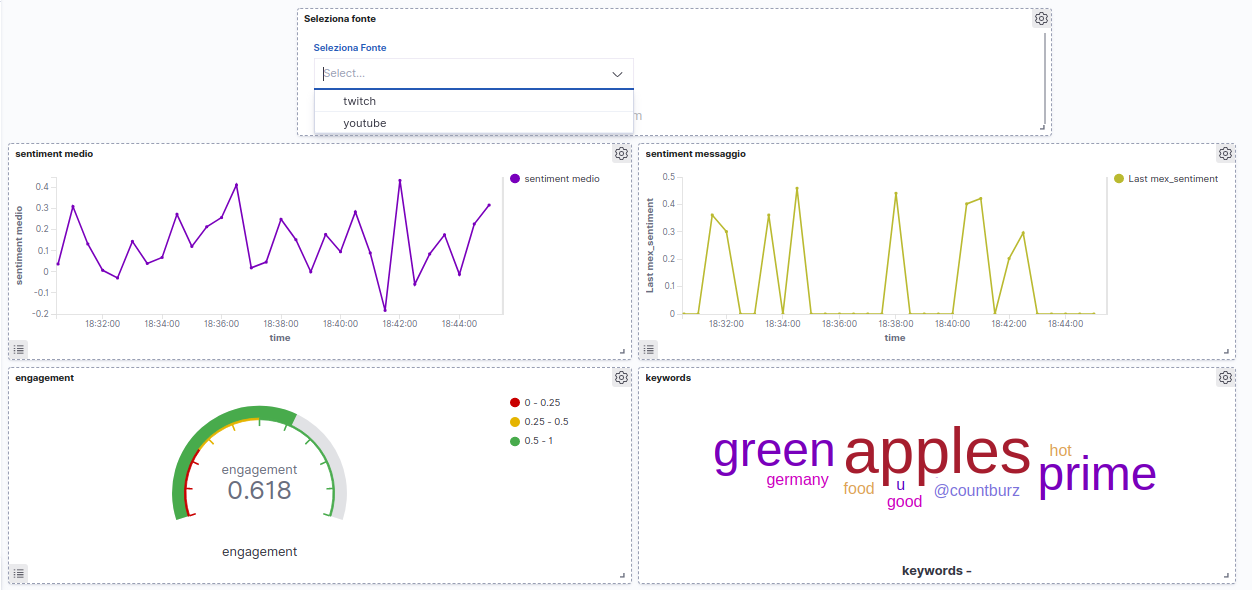 Seleziona fonte
Seleziona Fonte
Select...
twitch
youtube
m
sentiment medio
sentiment medio
0.4
0.3
0.2
0.1
0
-0.1
-0.2
18:32:00 18:34:00 18:36:00 18:38:00 18:40:00 18:42:00 18:44:00
time
sentiment medio
sentiment messaggio
Last mex_sentiment
0.5
0.4
0.3
0.2
0.1
0
18:32:00 18:34:00 18:36:00 18:38:00 18:40:00 18:42:00 18:44:00
time
Last mex_sentiment
engagement
0 - 0.25
0.25 - 0.5
0.5 - 1
engagement
0.618
engagement
keywords
green apples hot prime
germany food u @countburz
good
keywords -